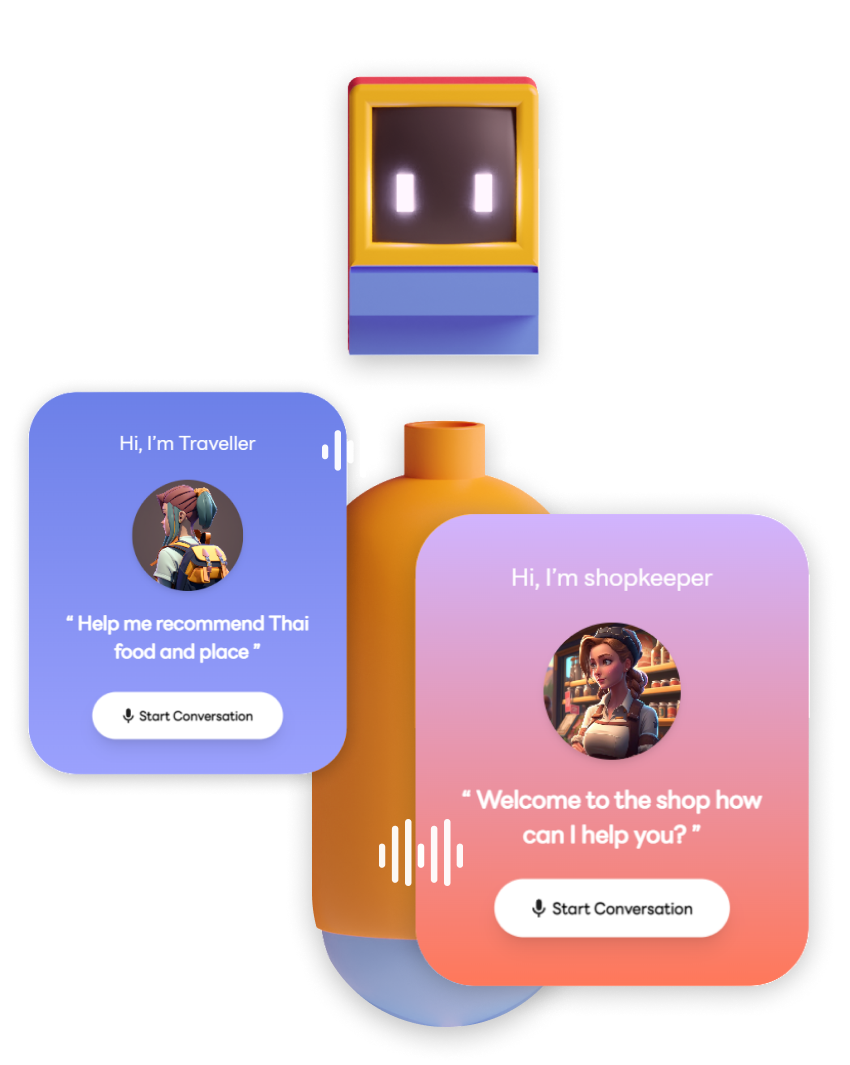 Hi, I'm Traveller
“ Help me recommend Thai
food and place ”
Start Conversation
Hi, I'm shopkeeper
“ Welcome to the shop how
can I help you? ”
Start Conversation